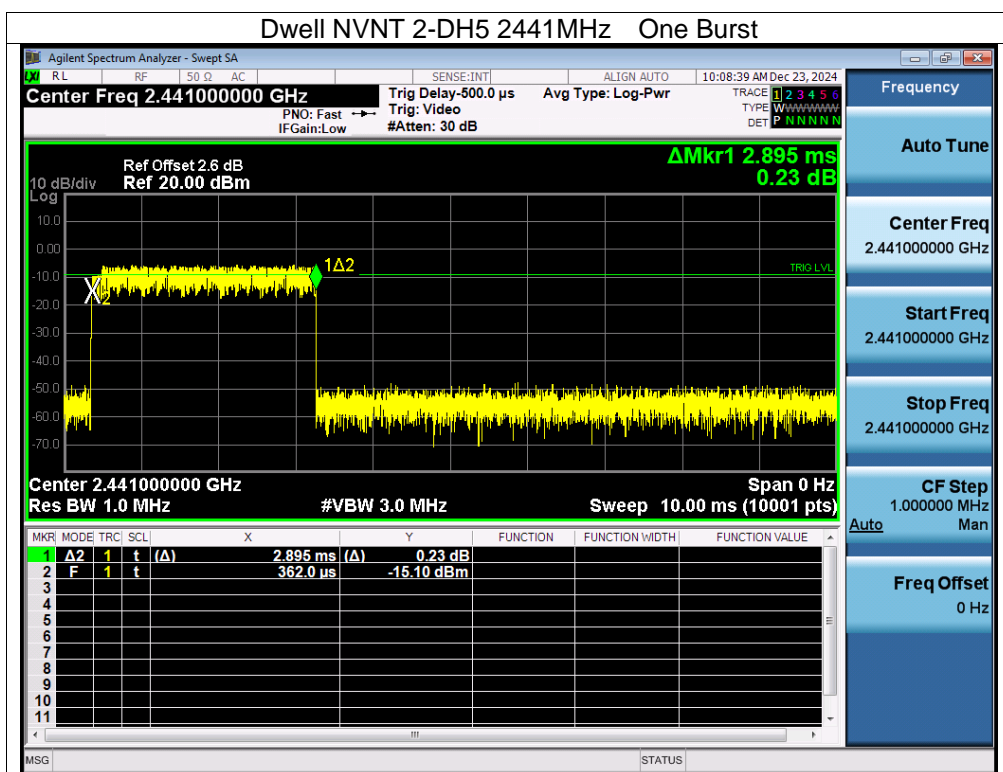 Dwell NVNT 2-DH5 2441MHz One Burst
Agilent Spectrum Analyzer - Swept SA
LXI RL RF 50 Ω AC SENSE:INT ALIGN AUTO 10:08:39 AM Dec 23, 2024
Center Freq 2.441000000 GHz Trig Delay-500.0 µs Avg Type: Log-Pwr TRACE 1 2 3 4 5 6
PNO: Fast Trig: Video TYPE WWWWWW
IFGain:Low #Atten: 30 dB DET P N N N N N
Ref Offset 2.6 dB ΔMkr1 2.895 ms
10 dB/div Ref 20.00 dBm 0.23 dB
Log
10.0
0.00
-10.0
-20.0
-30.0
-40.0
-50.0
-60.0
-70.0
1Δ2
TRIG LVL
2
Center 2.441000000 GHz Span 0 Hz
Res BW 1.0 MHz #VBW 3.0 MHz Sweep 10.00 ms (10001 pts)
MKR MODE TRC SCL X Y FUNCTION FUNCTION WIDTH FUNCTION VALUE
1 Δ2 1 t (Δ) 2.895 ms (Δ) 0.23 dB
2 F 1 t 362.0 µs -15.10 dBm
3
4
5
6
7
8
9
10
11
MSG STATUS
Frequency
Auto Tune
Center Freq
2.441000000 GHz
Start Freq
2.441000000 GHz
Stop Freq
2.441000000 GHz
CF Step
1.000000 MHz
Auto Man
Freq Offset
0 Hz